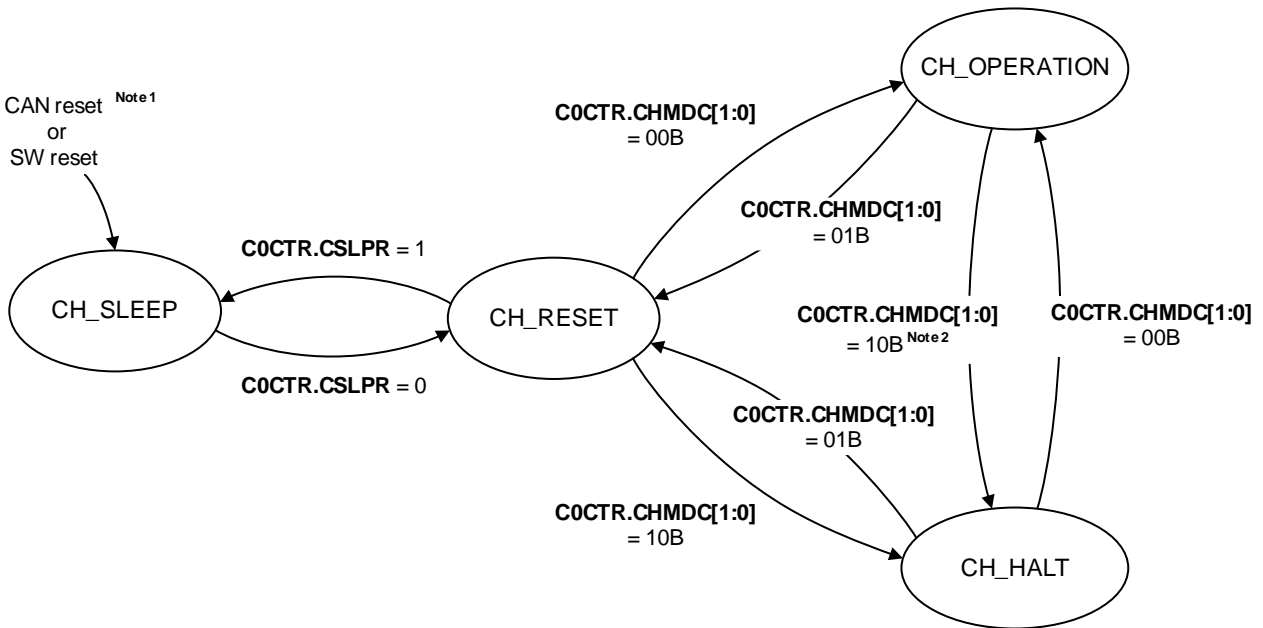 CH_OPERATION
CAN reset Note 1
or
SW reset
C0CTR.CHMDC[1:0]
= 00B
C0CTR.CHMDC[1:0]
= 01B
C0CTR.CSLPR = 1
CH_SLEEP
CH_RESET
C0CTR.CHMDC[1:0]
= 10B Note 2
C0CTR.CHMDC[1:0]
= 00B
C0CTR.CSLPR = 0
C0CTR.CHMDC[1:0]
= 01B
C0CTR.CHMDC[1:0]
= 10B
CH_HALT